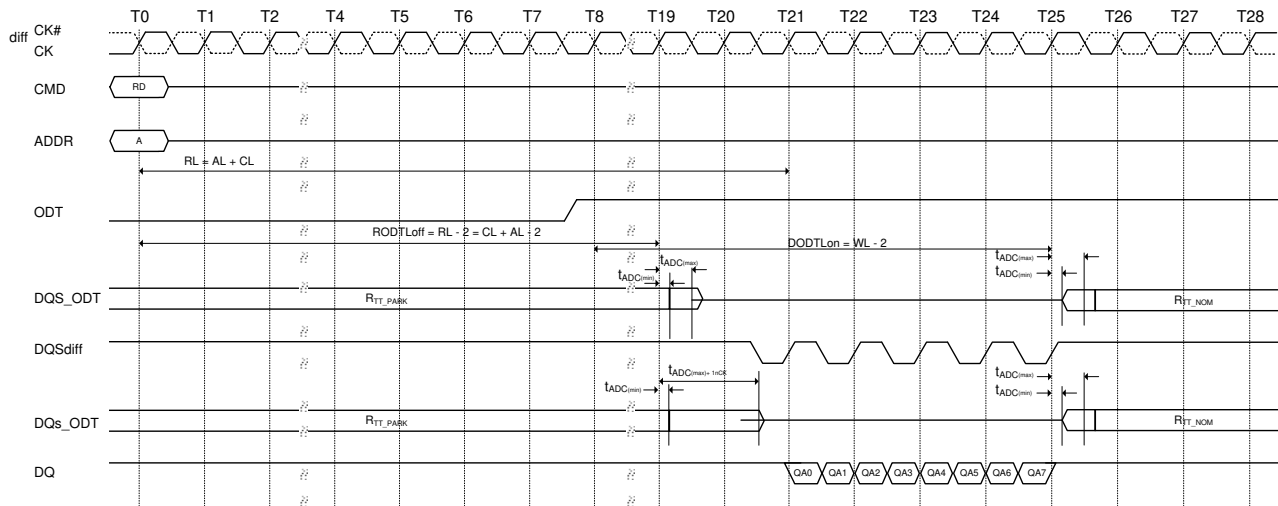 T0 T1 T2 T4 T5 T6 T7 T8 T19 T20 T21 T22 T23 T24 T25 T26 T27 T28
diff CK#
CK
CMD RD
ADDR A
RL = AL + CL
ODT
RODTLoff = RL - 2 = CL + AL - 2 DODTLon = WL - 2
tADC(max) tADC(max)
tADC(min) tADC(min)
DQS_ODT RTT_PARK RTT_NOM
DQSdiff
tADC(max)+ 1nCK tADC(max)
tADC(min) tADC(min)
DQs_ODT RTT_PARK RTT_NOM
DQ QA0 QA1 QA2 QA3 QA4 QA5 QA6 QA7